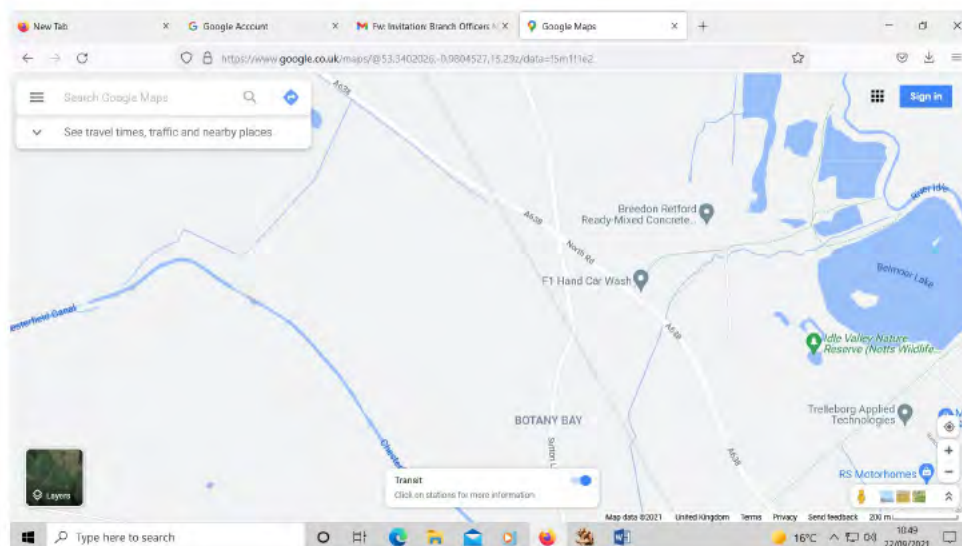 New Tab
Google Account
Fw: Invitation: Branch Officers
Google Maps
https://www.google.co.uk/maps/@53.3402026,-0.9804527,15.29z/data=!5m1!1e2
Search Google Maps
Sign in
See travel times, traffic and nearby places
A638
River Idle
Breedon Retford
Ready-Mixed Concrete...
A638
North Rd
F1 Hand Car Wash
Belmoor Lake
Chesterfield Canal
A638
Idle Valley Nature
Reserve (Notts Wildlife...
Trelleborg Applied
Technologies
BOTANY BAY
Sutton L
A638
RS Motorhomes
Layers
Transit
Click on stations for more information
Map data ©2021 United Kingdom Terms Privacy Send feedback 200 m
Type here to search
16°C
10:49
22/09/2021